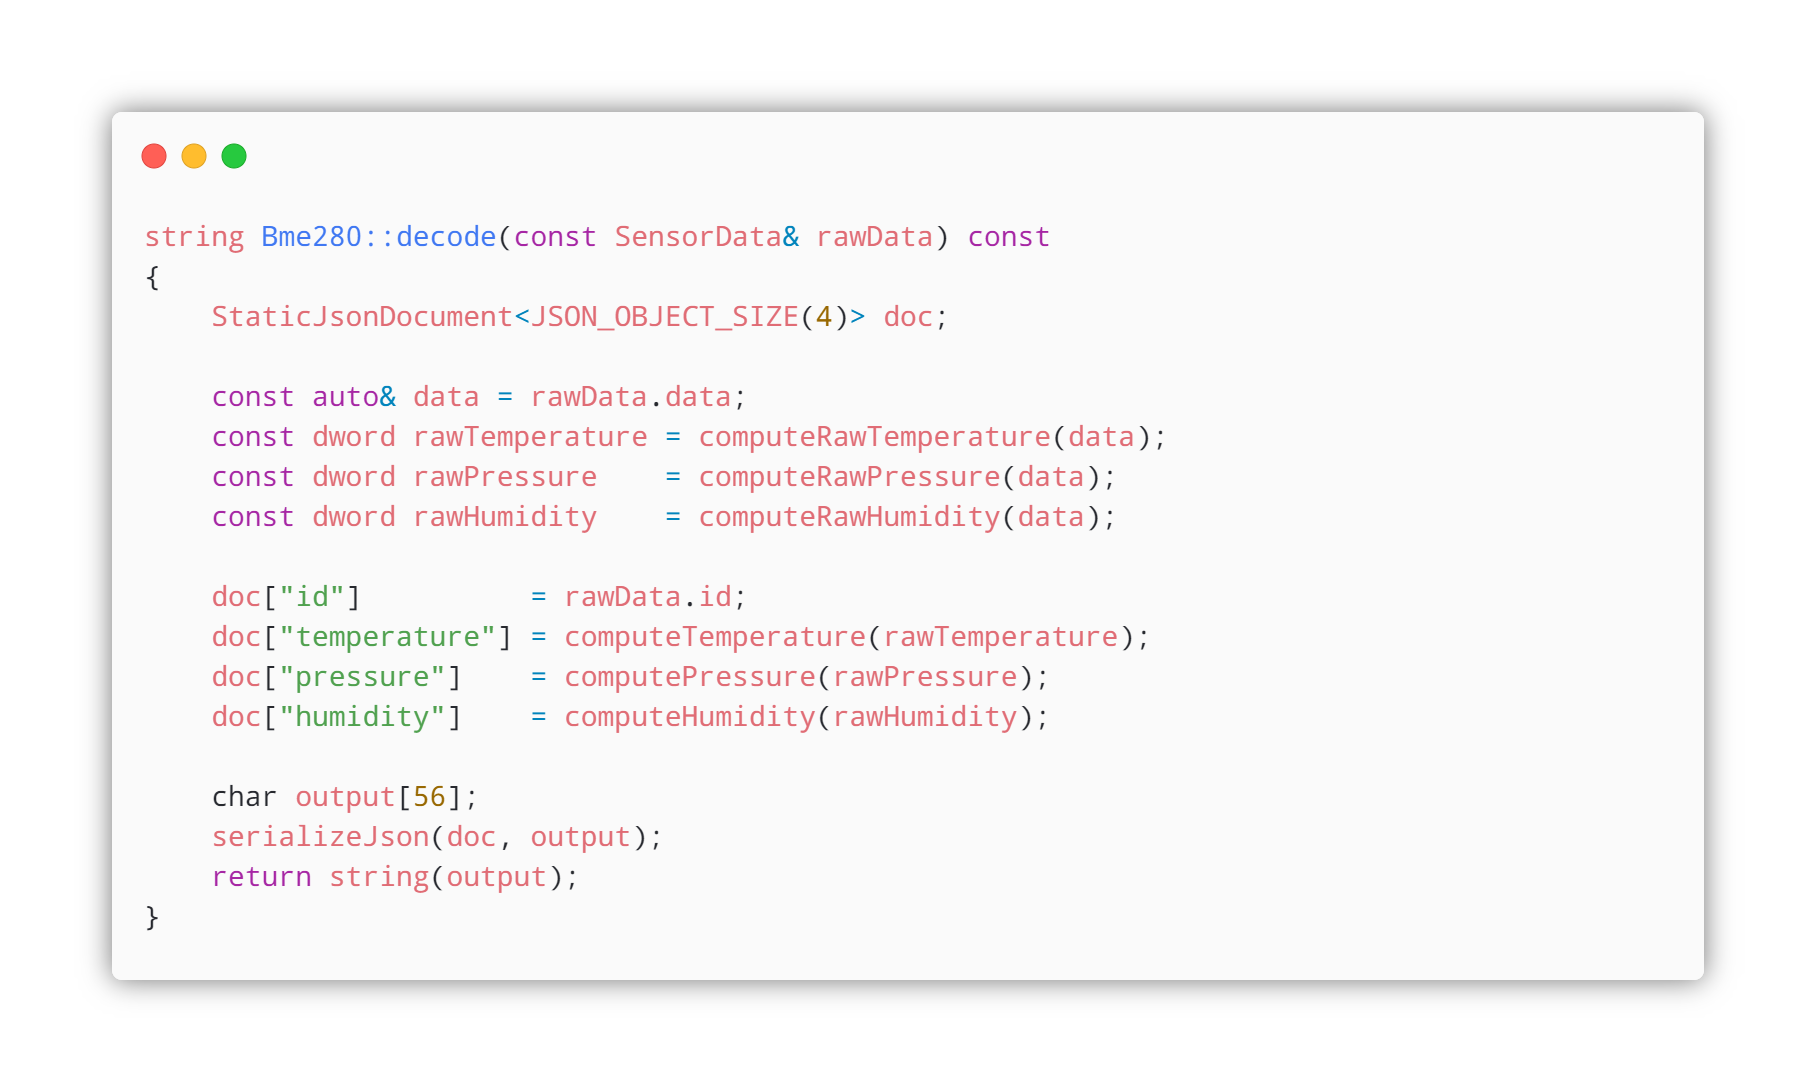 string Bme280::decode(const SensorData& rawData) const
{
    StaticJsonDocument<JSON_OBJECT_SIZE(4)> doc;

    const auto& data = rawData.data;
    const dword rawTemperature = computeRawTemperature(data);
    const dword rawPressure    = computeRawPressure(data);
    const dword rawHumidity    = computeRawHumidity(data);

    doc["id"]          = rawData.id;
    doc["temperature"] = computeTemperature(rawTemperature);
    doc["pressure"]    = computePressure(rawPressure);
    doc["humidity"]    = computeHumidity(rawHumidity);

    char output[56];
    serializeJson(doc, output);
    return string(output);
}